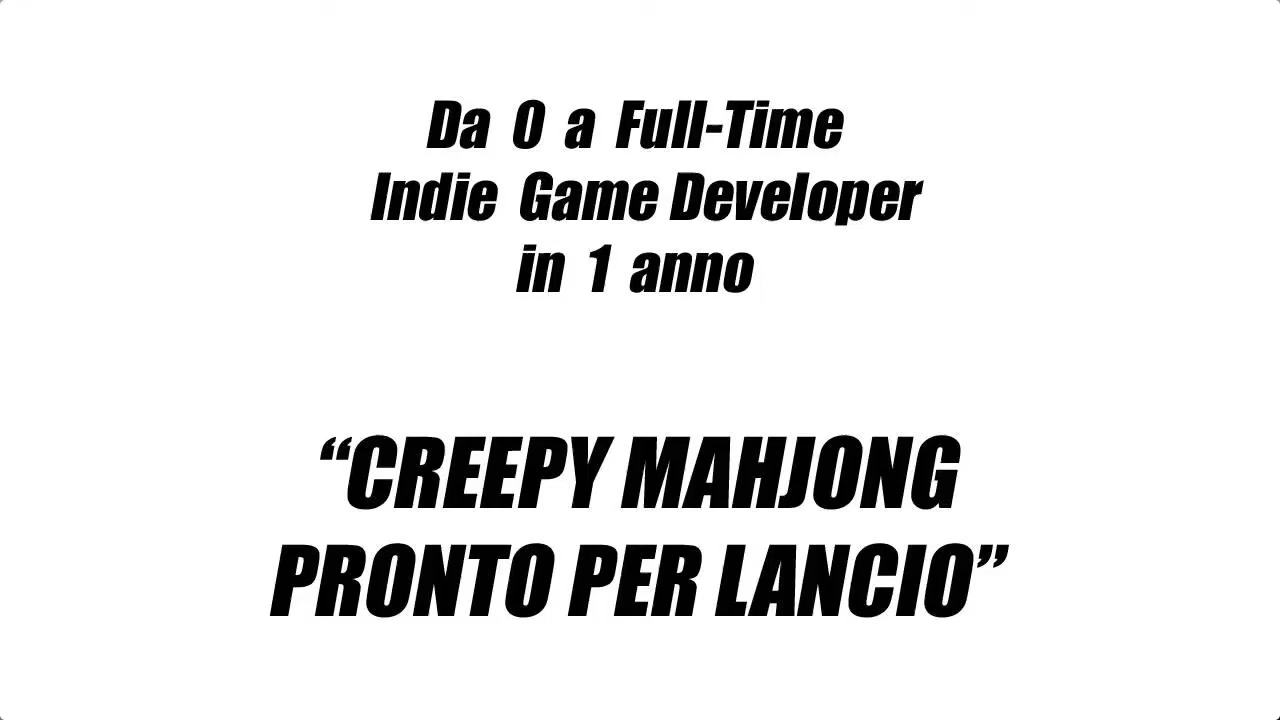 Da 0 a Full-Time
Indie Game Developer
in 1 anno
“CREEPY MAHJONG
PRONTO PER LANCIO”